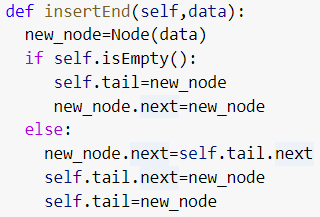 def insertEnd(self,data):
  new_node=Node(data)
  if self.isEmpty():
    self.tail=new_node
    new_node.next=new_node
  else:
   new_node.next=self.tail.next
   self.tail.next=new_node
   self.tail=new_node